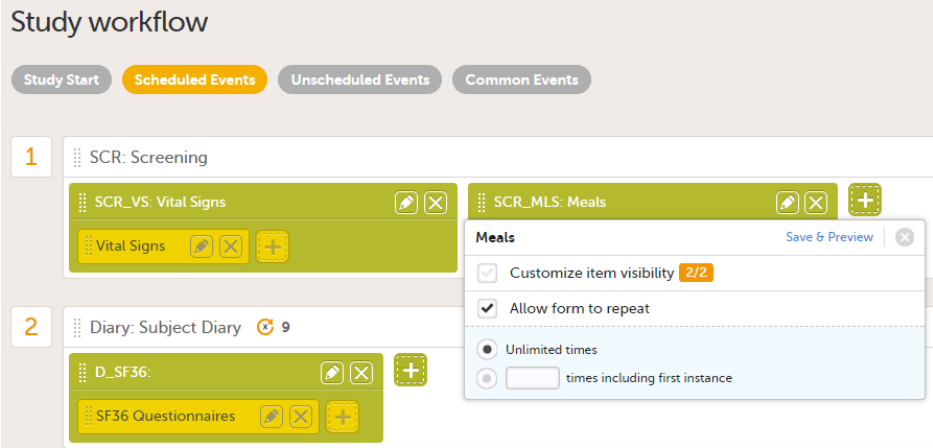 Study workflow
Study Start Scheduled Events Unscheduled Events Common Events
1 SCR: Screening
SCR_VS: Vital Signs SCR_MLS: Meals
Vital Signs
Meals Save & Preview
Customize item visibility 2/2
Allow form to repeat
Unlimited times
times including first instance
2 Diary: Subject Diary x 9
D_SF36:
SF36 Questionnaires